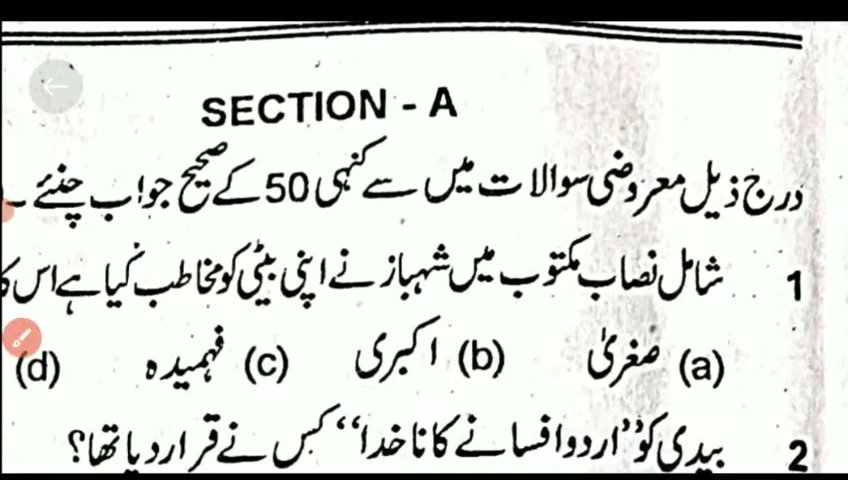 SECTION - A
درج ذیل معروضی سوالات میں سے کنہی 50 کے صحیح جواب چنئے ۔
1 شامل نصاب مکتوب میں شہباز نے اپنی بیٹی کو مخاطب کیا ہے اس کا
(a) صغریٰ (b) اکبری (c) فہمیدہ (d)
2 بیدی کو ”اردو افسانے کا ناخدا“ کس نے قرار دیا تھا؟